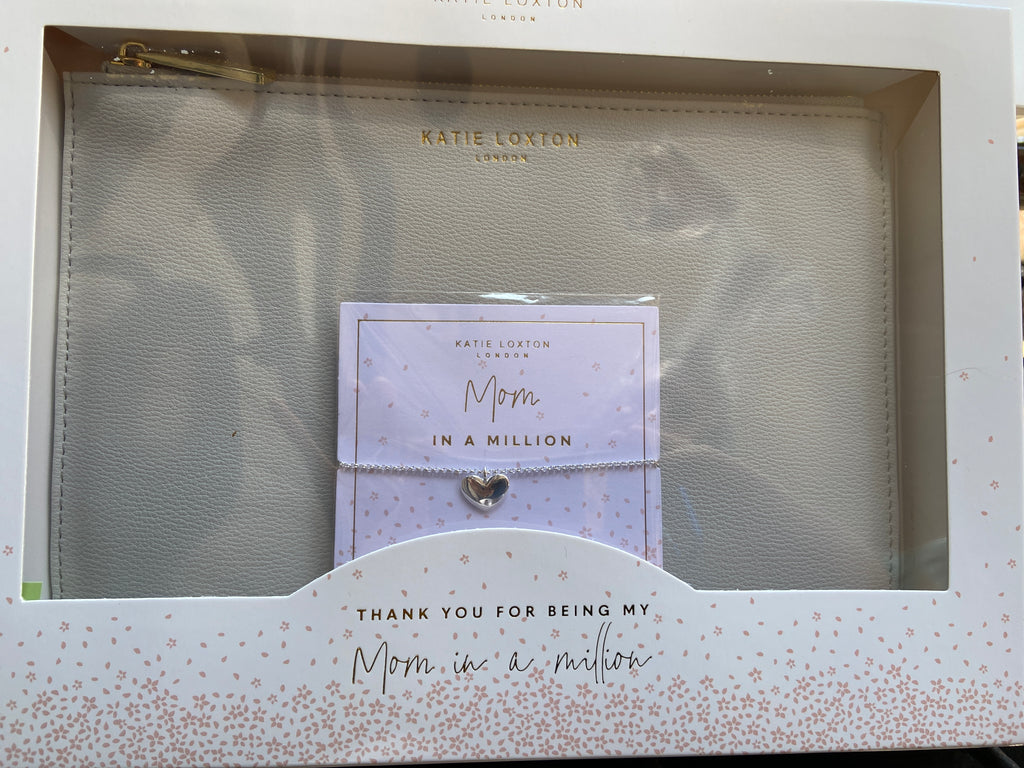 KATIE LOXTON
LONDON
KATIE LOXTON
LONDON
KATIE LOXTON
LONDON
Mom
IN A MILLION
THANK YOU FOR BEING MY
Mom in a million